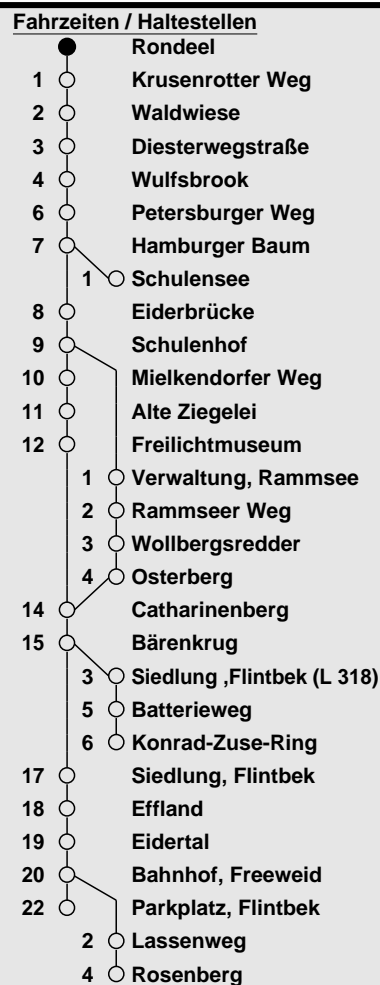 Fahrzeiten / Haltestellen
Rondeel
1 Krusenrotter Weg
2 Waldwiese
3 Diesterwegstraße
4 Wulfsbrook
6 Petersburger Weg
7 Hamburger Baum
1 Schulensee
8 Eiderbrücke
9 Schulenhof
10 Mielkendorfer Weg
11 Alte Ziegelei
12 Freilichtmuseum
1 Verwaltung, Rammsee
2 Rammseer Weg
3 Wollbergsredder
4 Osterberg
14 Catharinenberg
15 Bärenkrug
3 Siedlung ,Flintbek (L 318)
5 Batterieweg
6 Konrad-Zuse-Ring
17 Siedlung, Flintbek
18 Effland
19 Eidertal
20 Bahnhof, Freeweid
22 Parkplatz, Flintbek
2 Lassenweg
4 Rosenberg